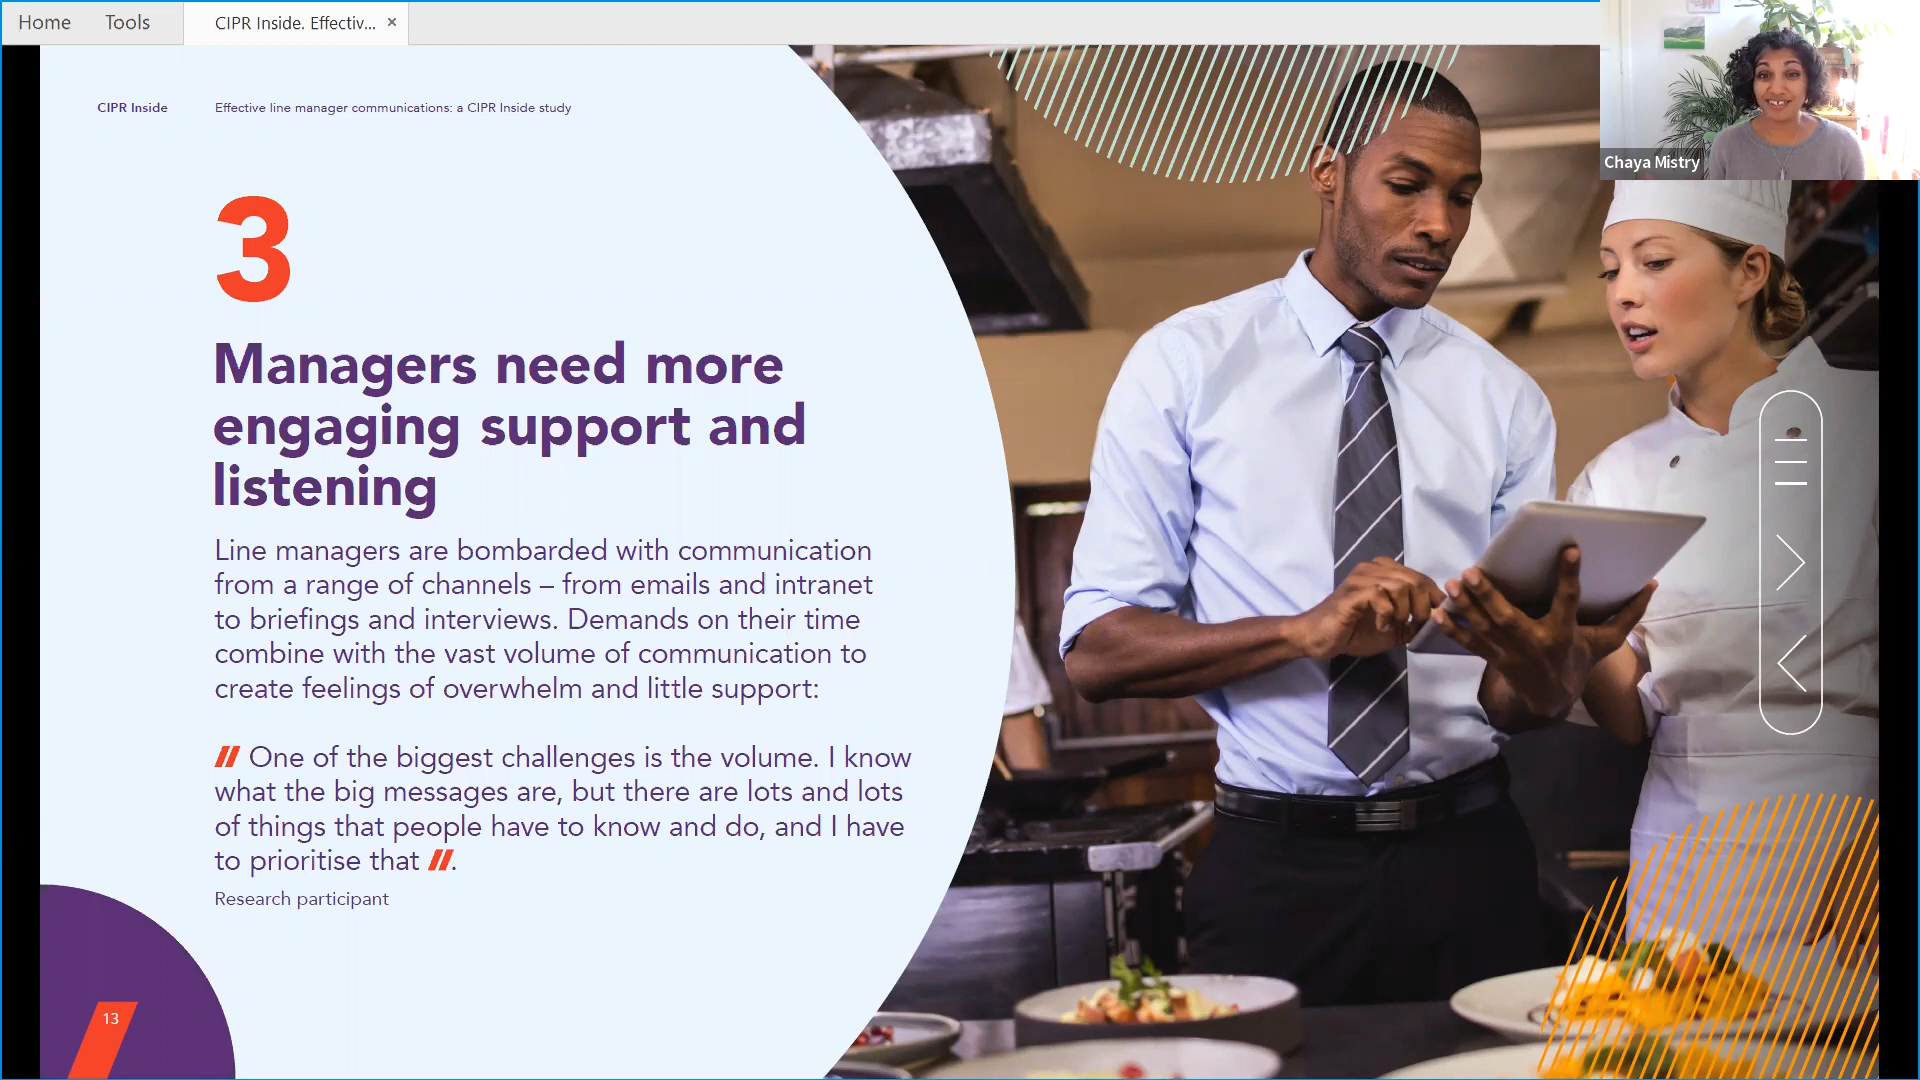 Home Tools CIPR Inside. Effectiv... ×
Chaya Mistry
CIPR Inside Effective line manager communications: a CIPR Inside study
3
Managers need more
engaging support and
listening
Line managers are bombarded with communication
from a range of channels – from emails and intranet
to briefings and interviews. Demands on their time
combine with the vast volume of communication to
create feelings of overwhelm and little support:
// One of the biggest challenges is the volume. I know
what the big messages are, but there are lots and lots
of things that people have to know and do, and I have
to prioritise that //.
Research participant
13